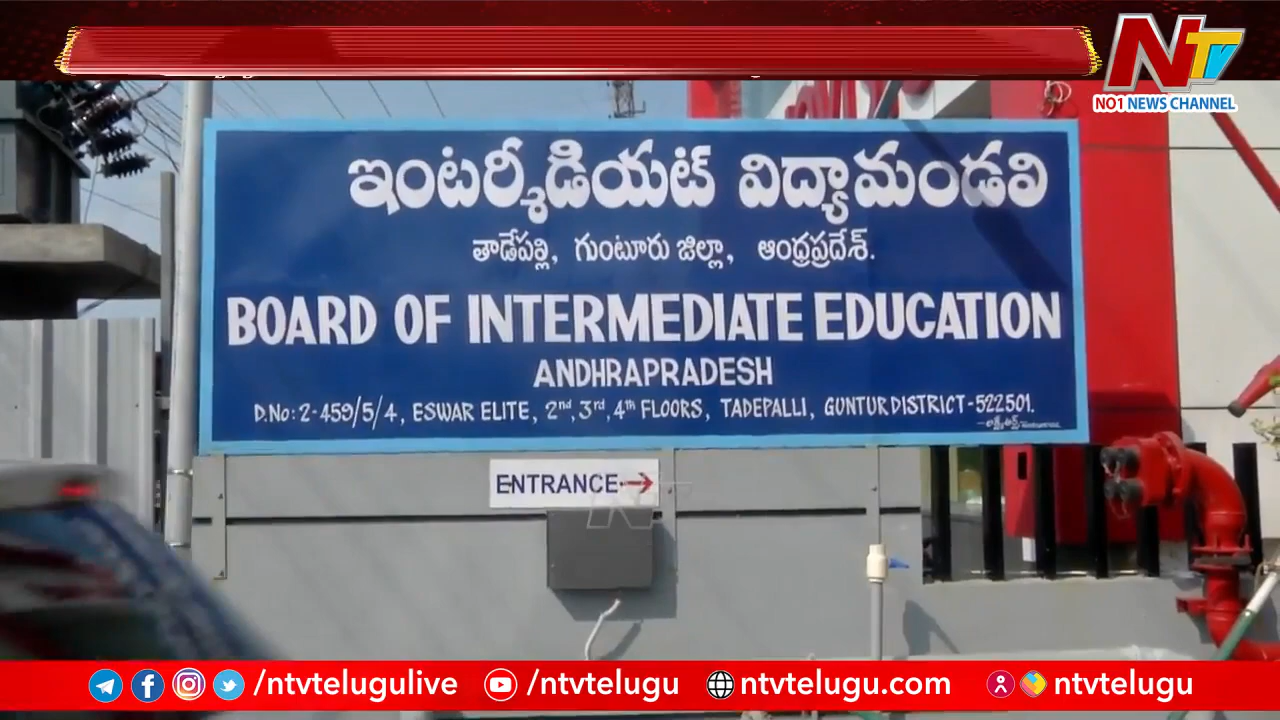 NTV
NO1 NEWS CHANNEL
ఇంటర్మీడియట్ విద్యామండలి
తాడేపల్లి, గుంటూరు జిల్లా, ఆంధ్రప్రదేశ్.
BOARD OF INTERMEDIATE EDUCATION
ANDHRAPRADESH
D.No: 2-459/5/4, ESWAR ELITE, 2nd, 3rd, 4th FLOORS, TADEPALLI, GUNTUR DISTRICT-522501.
ENTRANCE→
/ntvtelugulive /ntvtelugu ntvtelugu.com ntvtelugu